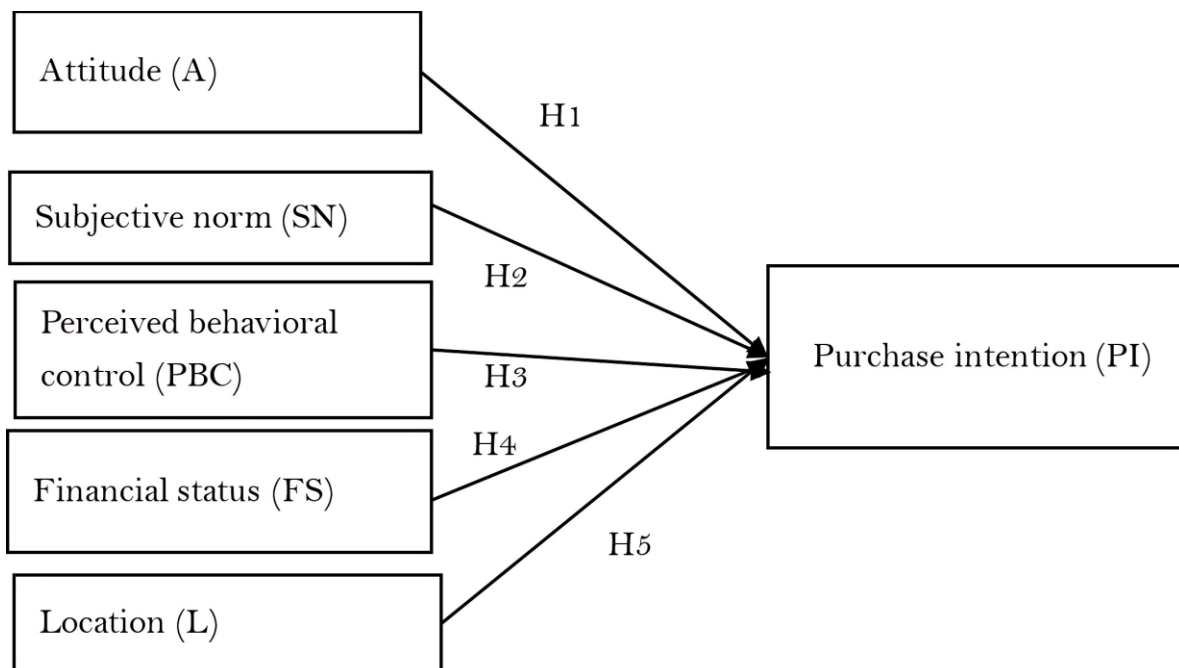 Attitude (A)
H1
Subjective norm (SN)
H2
Perceived behavioral
control (PBC)
H3
Purchase intention (PI)
H4
Financial status (FS)
H5
Location (L)